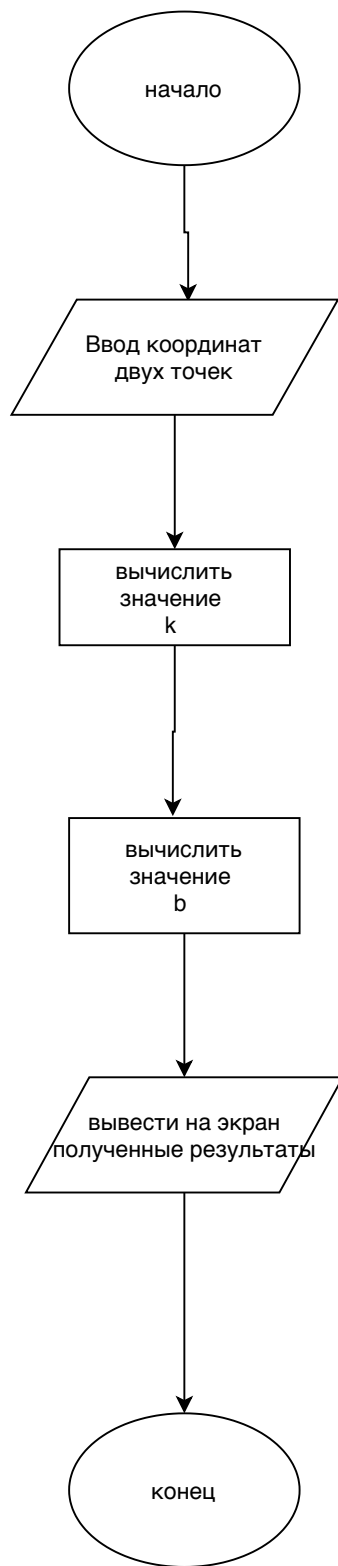 начало
Ввод координат
двух точек
вычислить
значение
k
вычислить
значение
b
вывести на экран
полученные результаты
конец